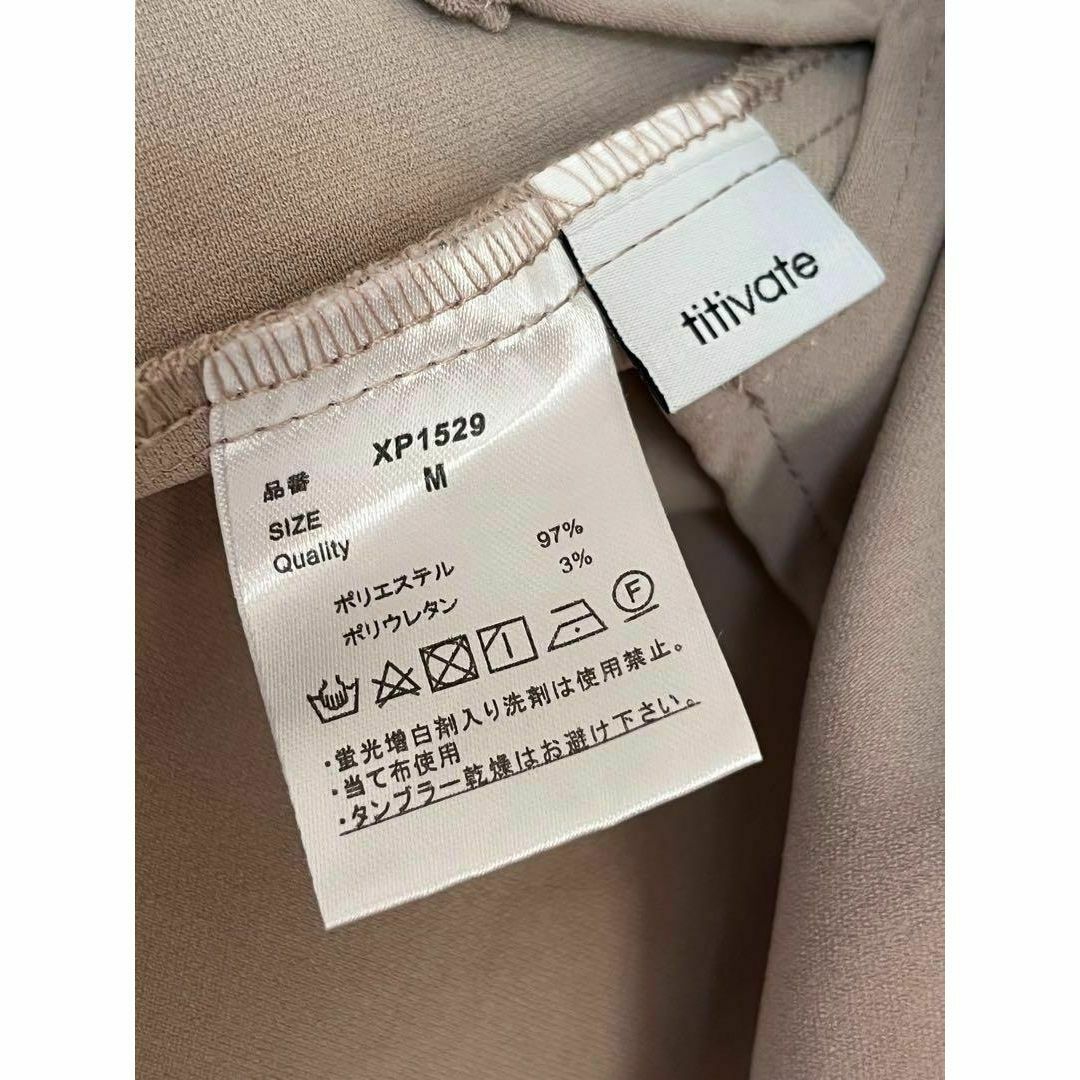 titivate
品番 XP1529
SIZE M
Quality
ポリエステル 97%
ポリウレタン 3%
F
・蛍光増白剤入り洗剤は使用禁止。
・当て布使用
・タンブラー乾燥はお避け下さい。